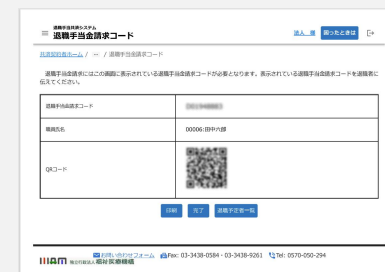 退職手当共済システム
退職手当金請求コード
法人 様 困ったときは
共済契約者ホーム / … / 退職手当金請求コード
退職手当金請求にはこの画面に表示されている退職手当金請求コードが必要となります。表示されている退職手当金請求コードを退職者に
伝えてください。
退職手当金請求コード
職員氏名 00006:田中六郎
QRコード
印刷 完了 退職予定者一覧
お問い合わせフォーム Fax: 03-3438-0584・03-3438-9261 Tel: 0570-050-294
WAM 独立行政法人 福祉医療機構